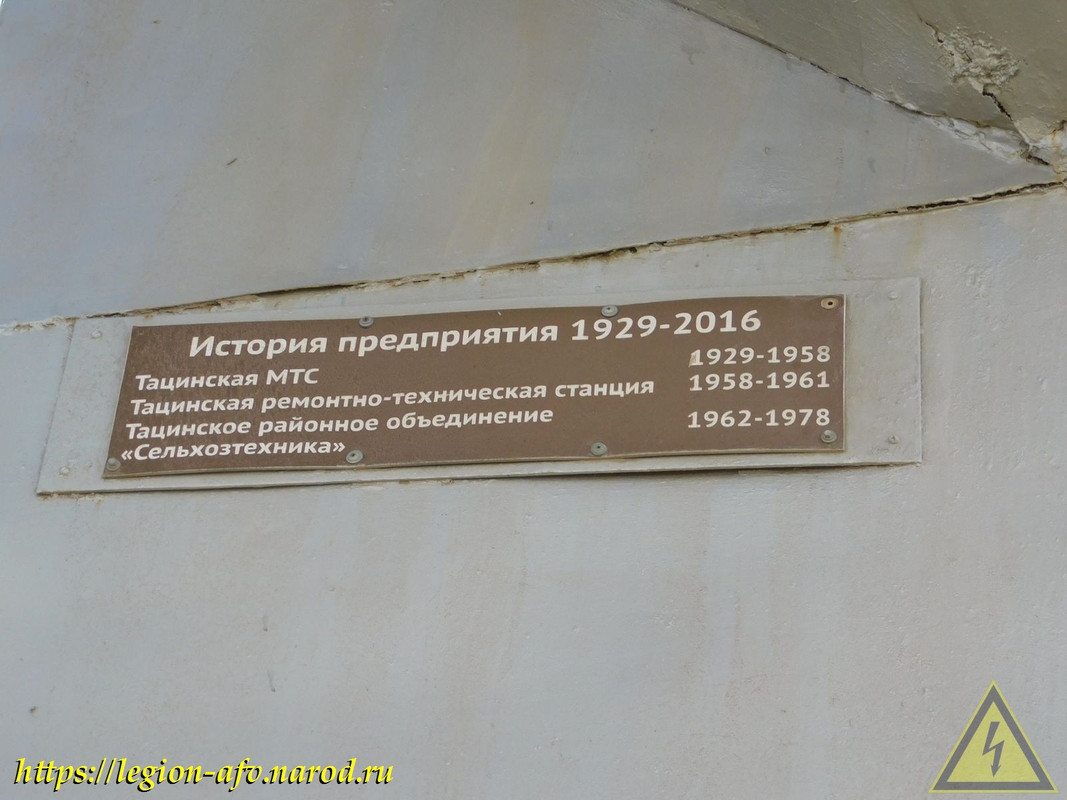 История предприятия 1929-2016
Тацинская МТС 1929-1958
Тацинская ремонтно-техническая станция 1958-1961
Тацинское районное объединение
«Сельхозтехника» 1962-1978
https://legion-afv.narod.ru